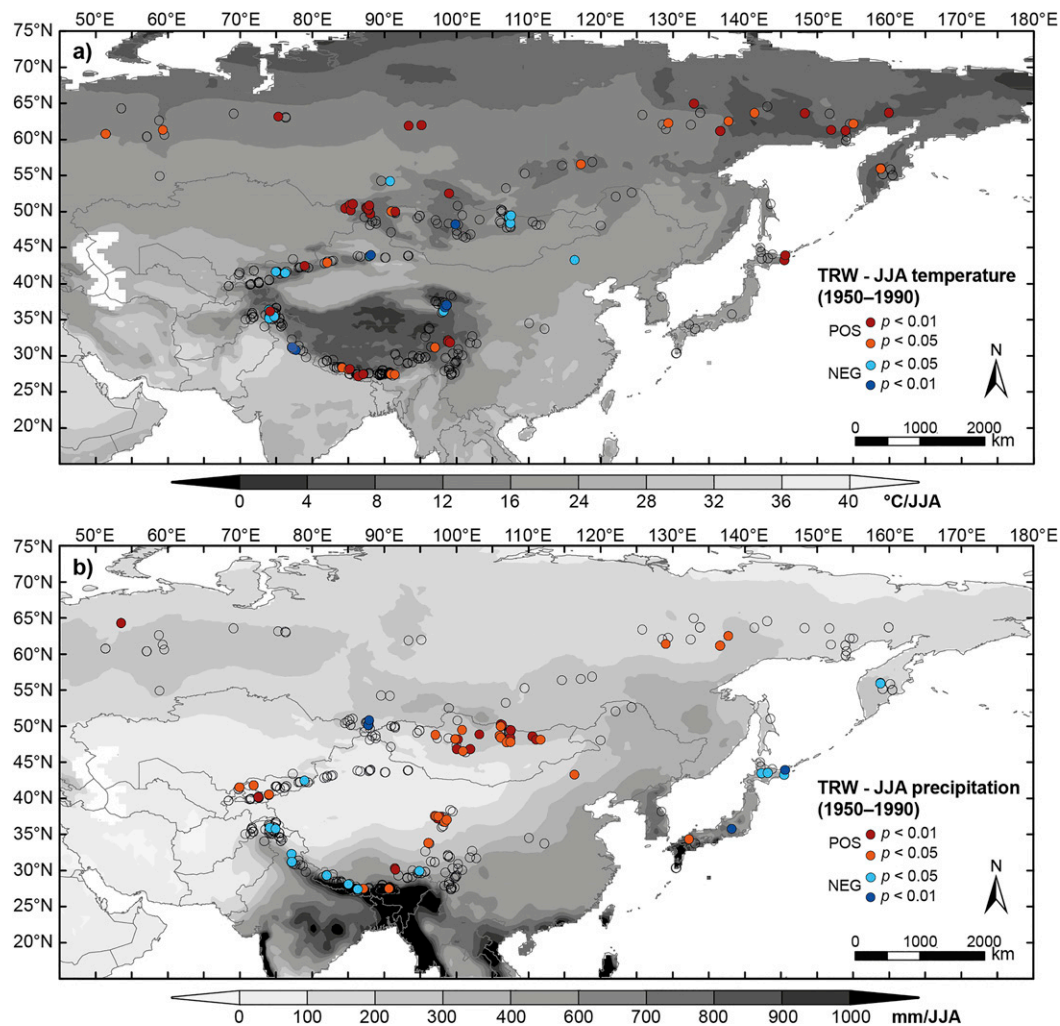 50°E 60°E 70°E 80°E 90°E 100°E 110°E 120°E 130°E 140°E 150°E 160°E 170°E 180°E
75°N
a)
70°N
65°N
60°N
55°N
50°N
45°N
40°N
35°N
30°N
25°N
20°N
TRW - JJA temperature
(1950–1990)
POS
p < 0.01
p < 0.05
NEG
p < 0.05
p < 0.01
N
0 1000 2000
km
0 4 8 12 16 24 28 32 36 40 °C/JJA
50°E 60°E 70°E 80°E 90°E 100°E 110°E 120°E 130°E 140°E 150°E 160°E 170°E 180°E
75°N
b)
70°N
65°N
60°N
55°N
50°N
45°N
40°N
35°N
30°N
25°N
20°N
TRW - JJA precipitation
(1950–1990)
POS
p < 0.01
p < 0.05
NEG
p < 0.05
p < 0.01
N
0 1000 2000
km
0 100 200 300 400 500 600 700 800 900 1000 mm/JJA